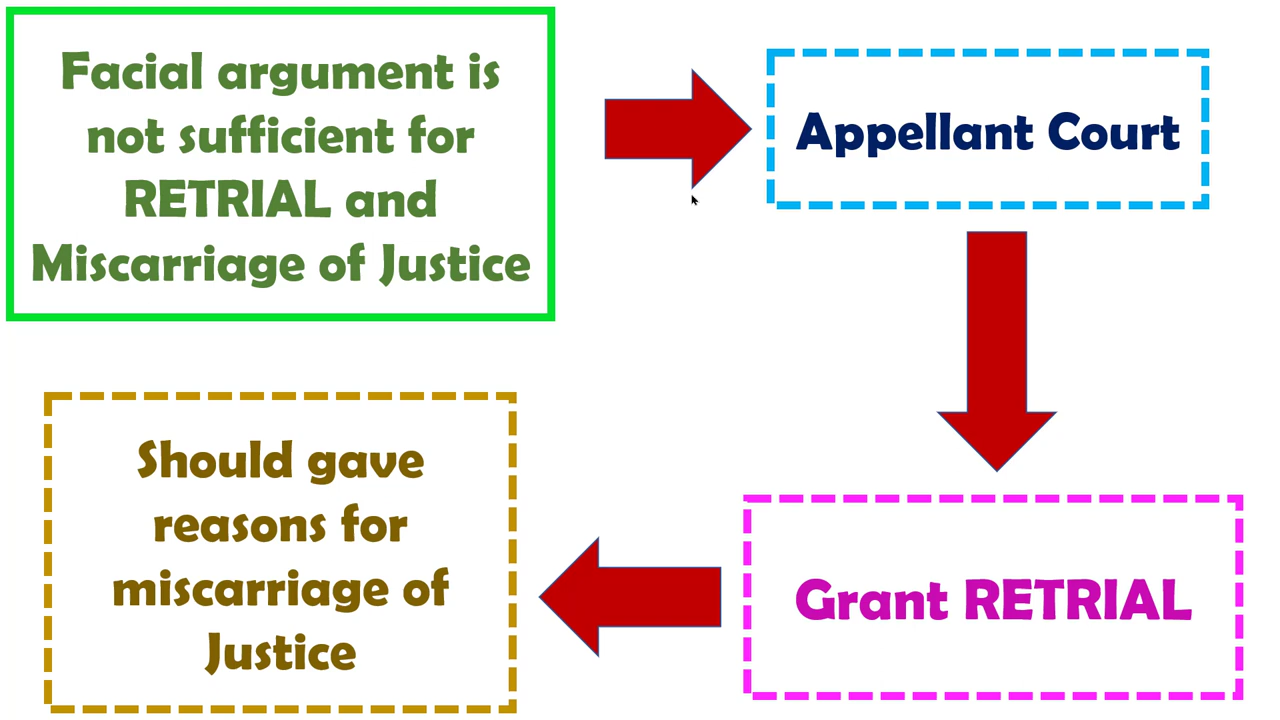 Facial argument is
not sufficient for
RETRIAL and
Miscarriage of Justice
Appellant Court
Grant RETRIAL
Should gave
reasons for
miscarriage of
Justice